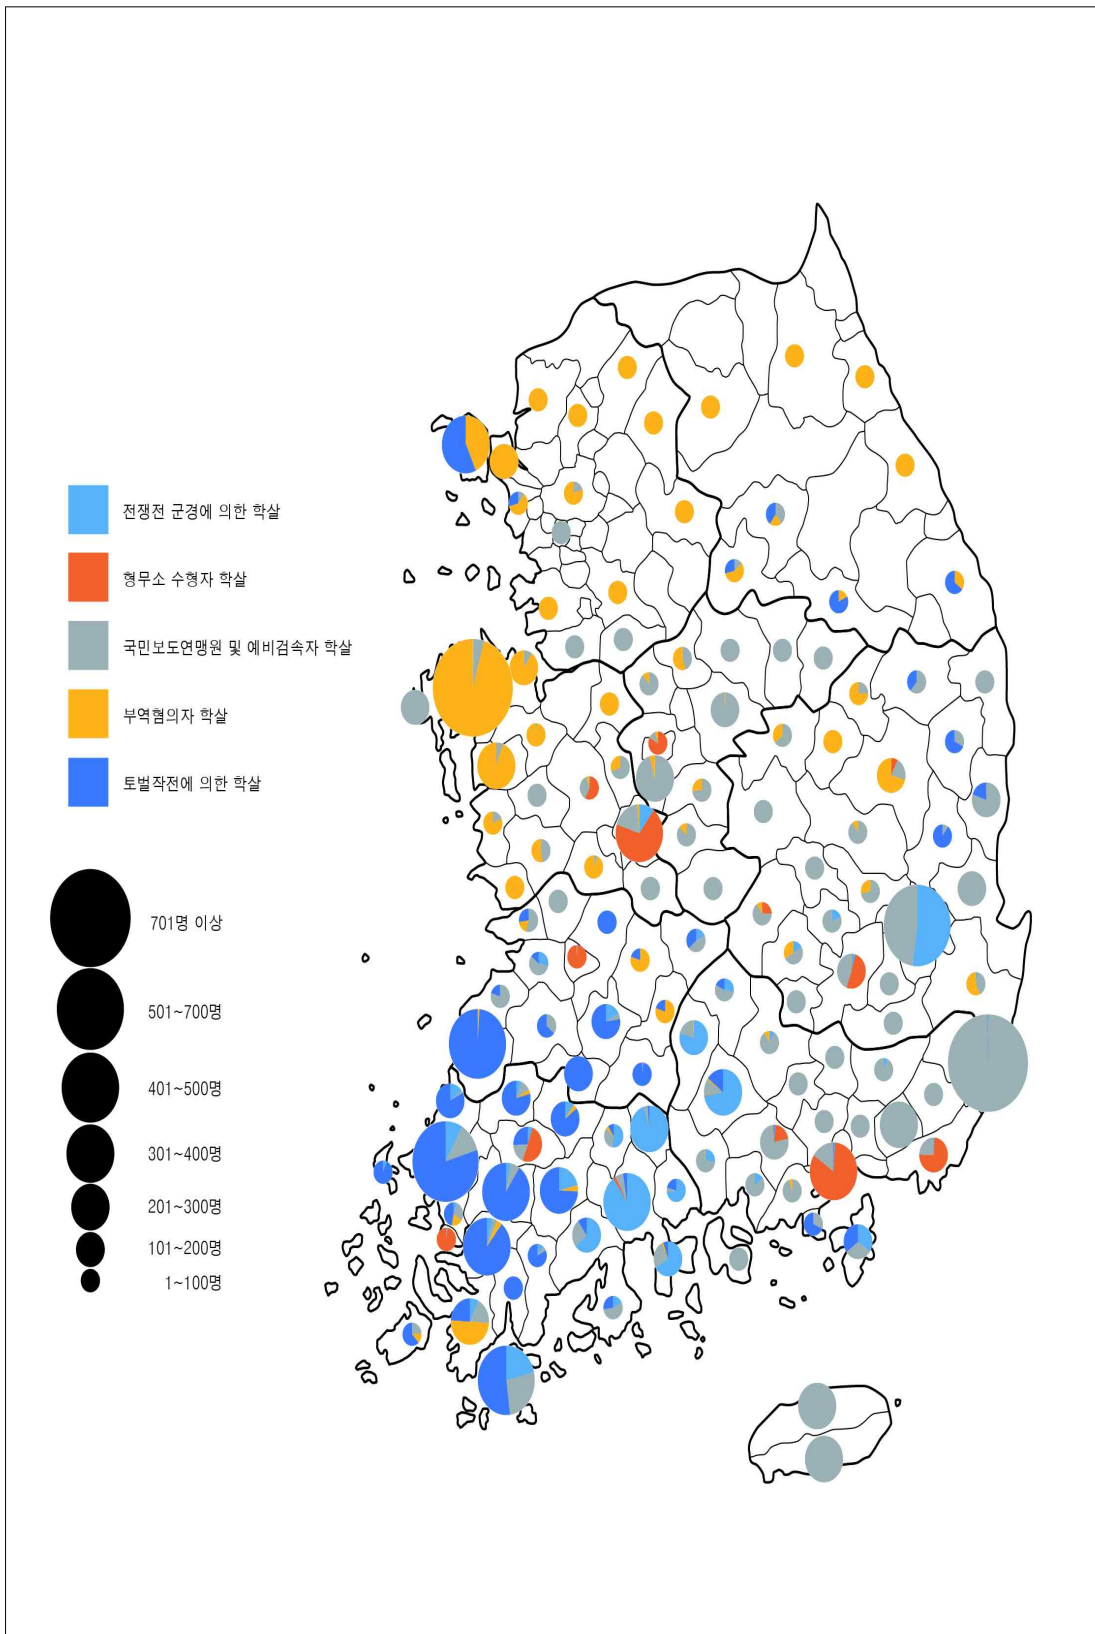 전쟁전 군경에 의한 학살
형무소 수형자 학살
국민보도연맹원 및 예비검속자 학살
부역혐의자 학살
토벌작전에 의한 학살
701명 이상
501~700명
401~500명
301~400명
201~300명
101~200명
1~100명